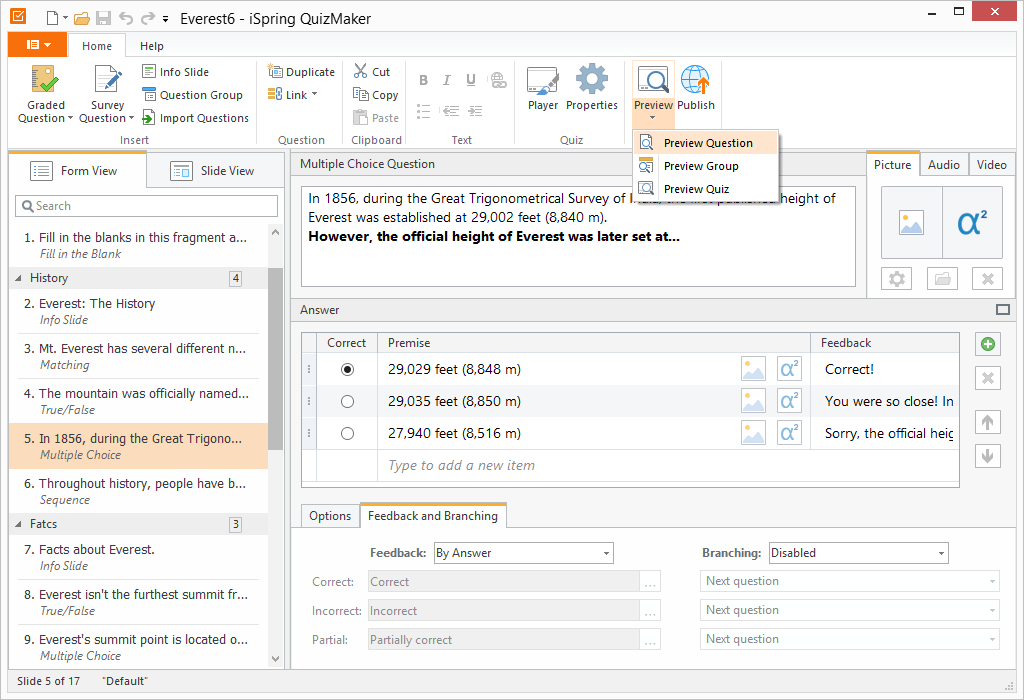 Everest6 - iSpring QuizMaker
Home
Help
Graded Question
Survey Question
Info Slide
Question Group
Import Questions
Insert
Duplicate
Link
Question
Cut
Copy
Paste
Clipboard
B I U
Text
Player
Properties
Quiz
Preview
Publish
Preview Question
Preview Group
Preview Quiz
Form View
Slide View
Search
1. Fill in the blanks in this fragment a...
Fill in the Blank
History 4
2. Everest: The History
Info Slide
3. Mt. Everest has several different n...
Matching
4. The mountain was officially named...
True/False
5. In 1856, during the Great Trigono...
Multiple Choice
6. Throughout history, people have b...
Sequence
Fatcs 3
7. Facts about Everest.
Info Slide
8. Everest isn't the furthest summit fr...
True/False
9. Everest's summit point is located o...
Multiple Choice
Multiple Choice Question
In 1856, during the Great Trigonometrical Survey of height of
Everest was established at 29,002 feet (8,840 m).
However, the official height of Everest was later set at...
Picture
Audio
Video
α²
Answer
Correct Premise Feedback
29,029 feet (8,848 m) α² Correct!
29,035 feet (8,850 m) α² You were so close! In
27,940 feet (8,516 m) α² Sorry, the official heig
Type to add a new item
Options
Feedback and Branching
Feedback: By Answer
Branching: Disabled
Correct: Correct ... Next question
Incorrect: Incorrect ... Next question
Partial: Partially correct ... Next question
Slide 5 of 17 "Default"